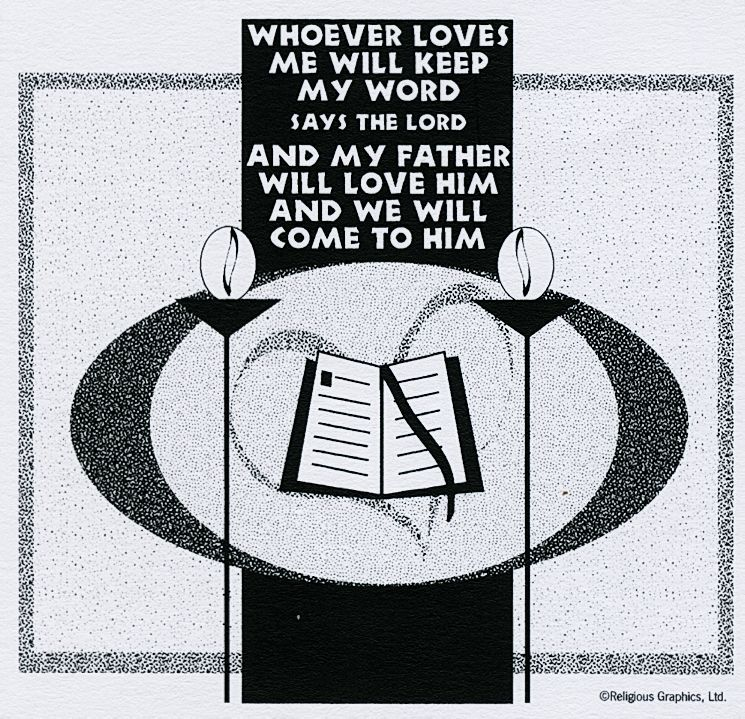 WHOEVER LOVES
ME WILL KEEP
MY WORD
SAYS THE LORD
AND MY FATHER
WILL LOVE HIM
AND WE WILL
COME TO HIM
©Religious Graphics, Ltd.